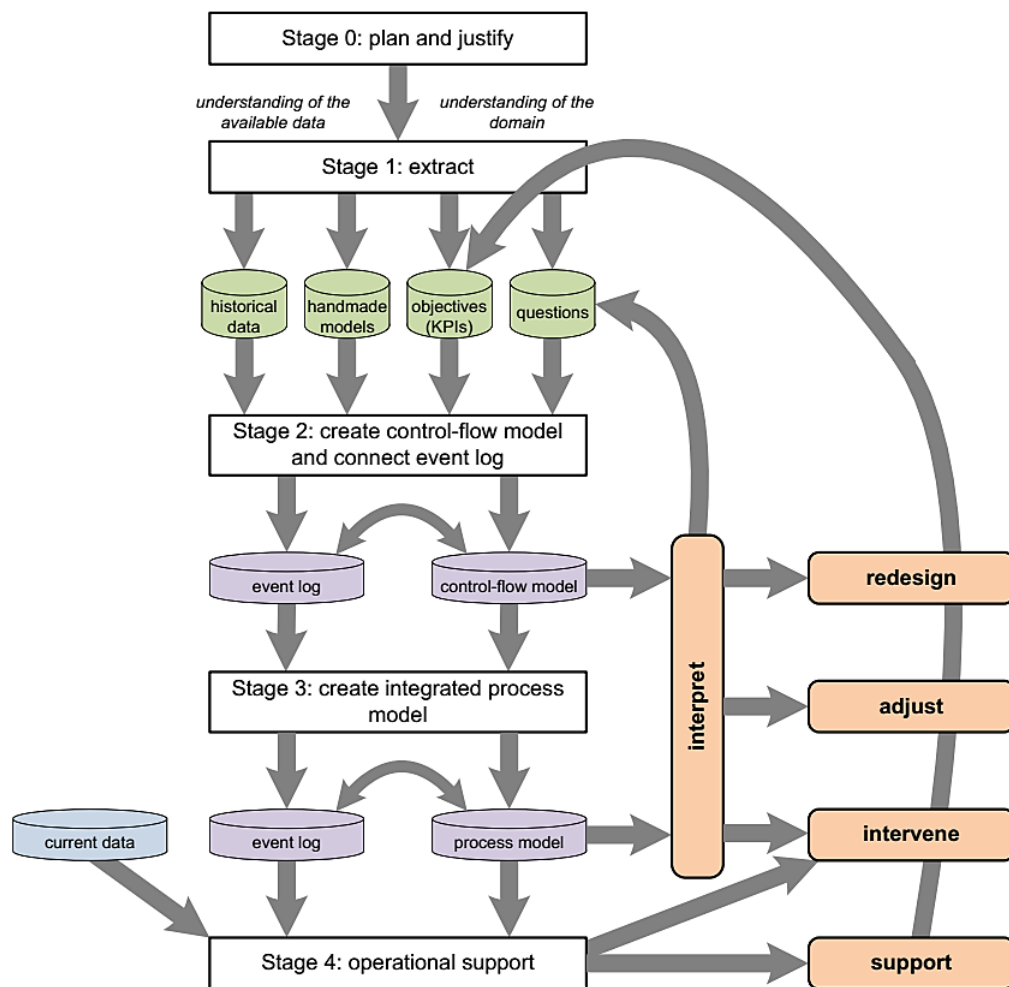 Stage 0: plan and justify
understanding of the
available data
understanding of the
domain
Stage 1: extract
historical
data
handmade
models
objectives
(KPIs)
questions
Stage 2: create control-flow model
and connect event log
event log
control-flow model
interpret
redesign
Stage 3: create integrated process
model
adjust
current data
event log
process model
intervene
Stage 4: operational support
support